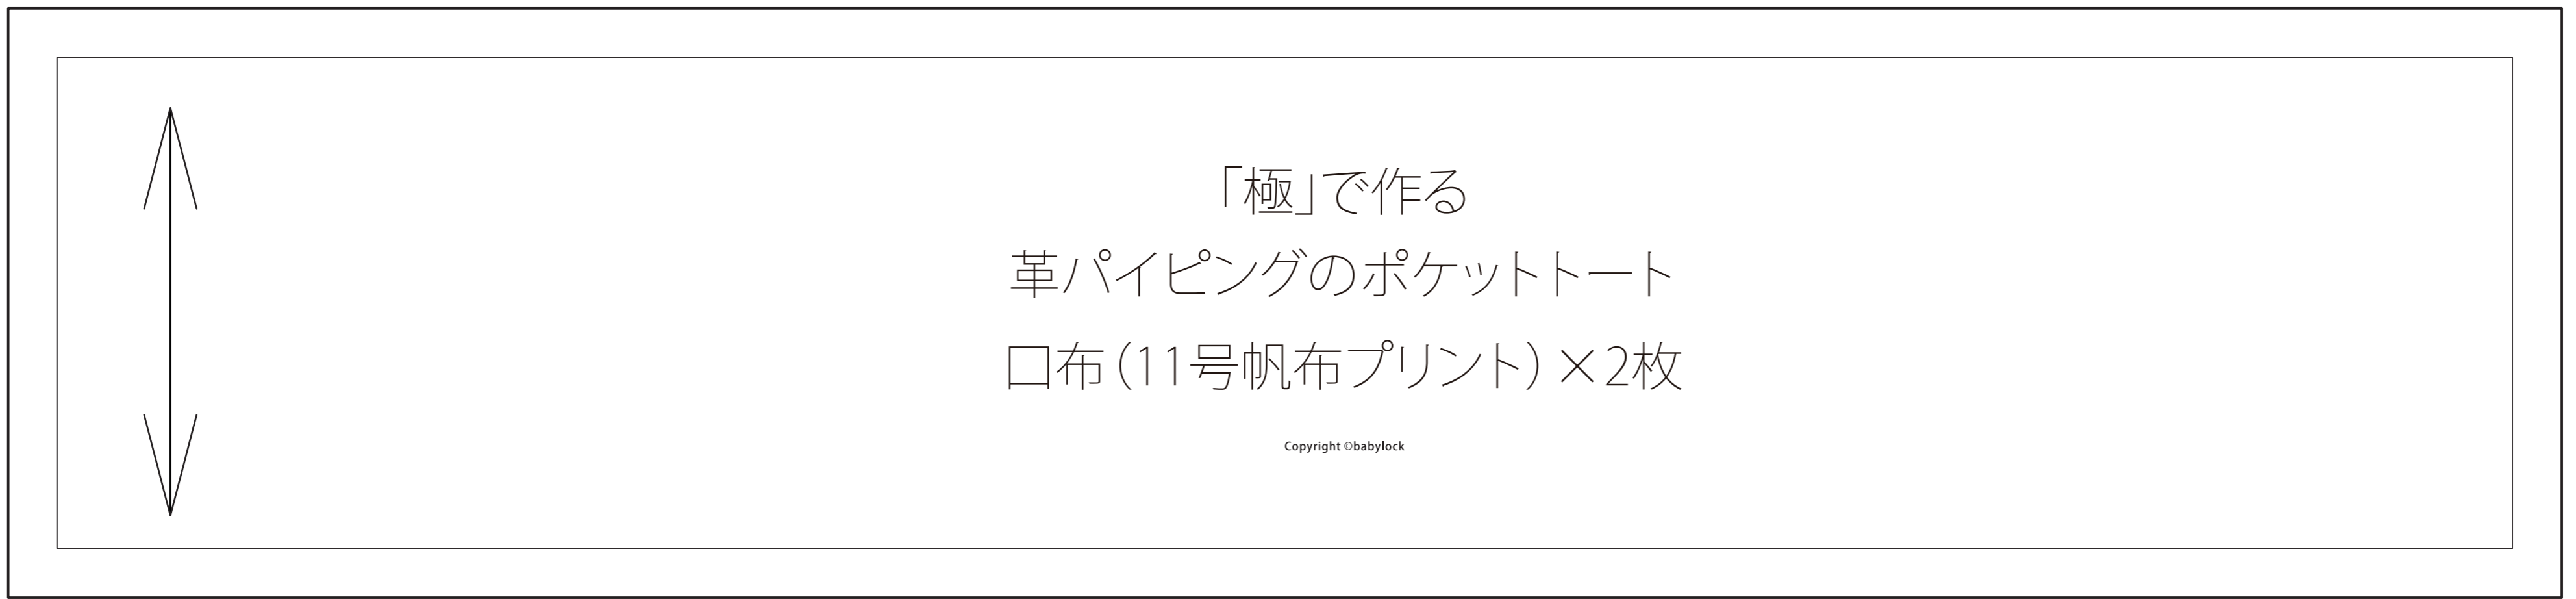 「極」で作る
革パイピングのポケットトート
口布(11号帆布プリント)×2枚
Copyright ©babylock